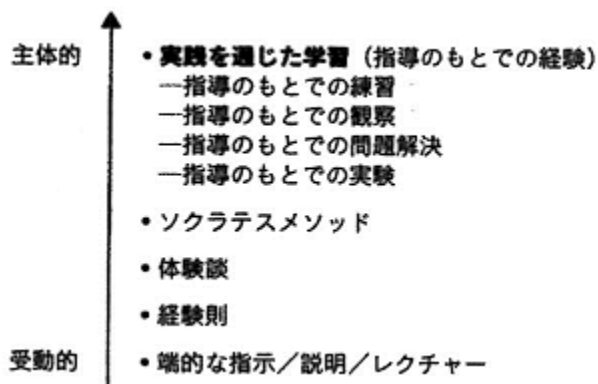 主体的
• 実践を通じた学習（指導のもとでの経験）
—指導のもとでの練習
—指導のもとでの観察
—指導のもとでの問題解決
—指導のもとでの実験
• ソクラテスメソッド
• 体験談
• 経験則
受動的
• 端的な指示／説明／レクチャー